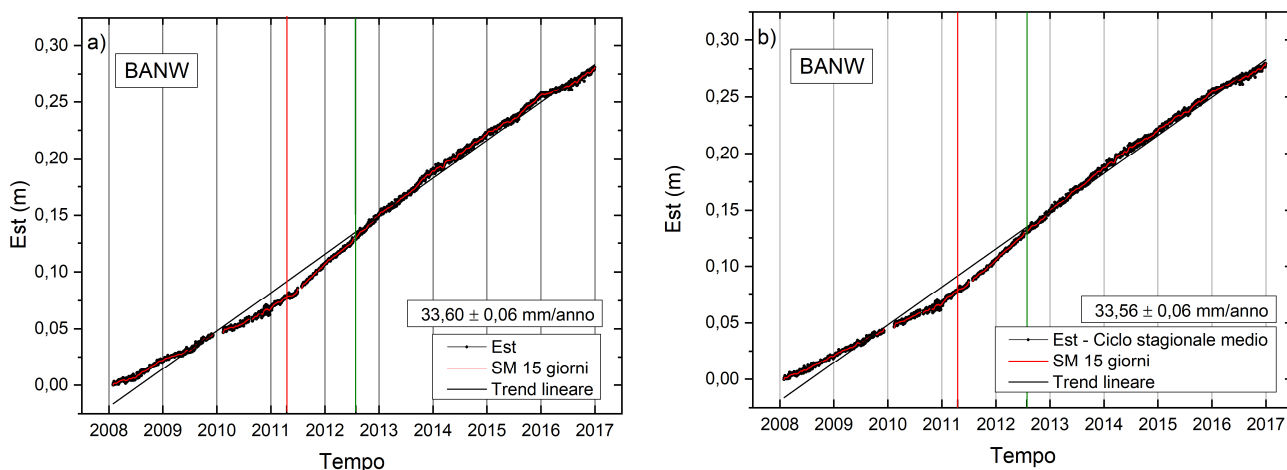 a)
BANW
0,30
0,25
0,20
0,15
0,10
0,05
0,00
Est (m)
33,60 ± 0,06 mm/anno
Est
SM 15 giorni
Trend lineare
2008 2009 2010 2011 2012 2013 2014 2015 2016 2017
Tempo
b)
BANW
0,30
0,25
0,20
0,15
0,10
0,05
0,00
Est (m)
33,56 ± 0,06 mm/anno
Est - Ciclo stagionale medio
SM 15 giorni
Trend lineare
2008 2009 2010 2011 2012 2013 2014 2015 2016 2017
Tempo